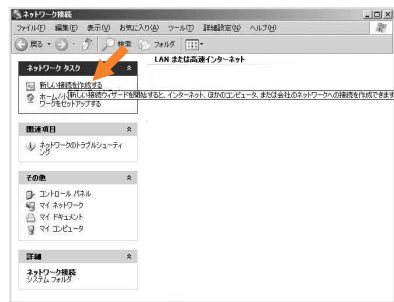 ネットワーク接続
ファイル(F) 編集(E) 表示(V) お気に入り(A) ツール(T) 詳細設定(N) ヘルプ(H)
戻る 検索 フォルダ
ネットワーク タスク
LAN または高速インターネット
新しい接続を作成する
新しい接続ウィザードを開始すると、インターネット、ほかのコンピュータ、または会社のネットワークへの接続を作成できます
ホーム/小
ワークをセットアップする
関連項目
ネットワークのトラブルシューティ
ング
その他
コントロール パネル
マイ ネットワーク
マイ ドキュメント
マイ コンピュータ
詳細
ネットワーク接続
システム フォルダ